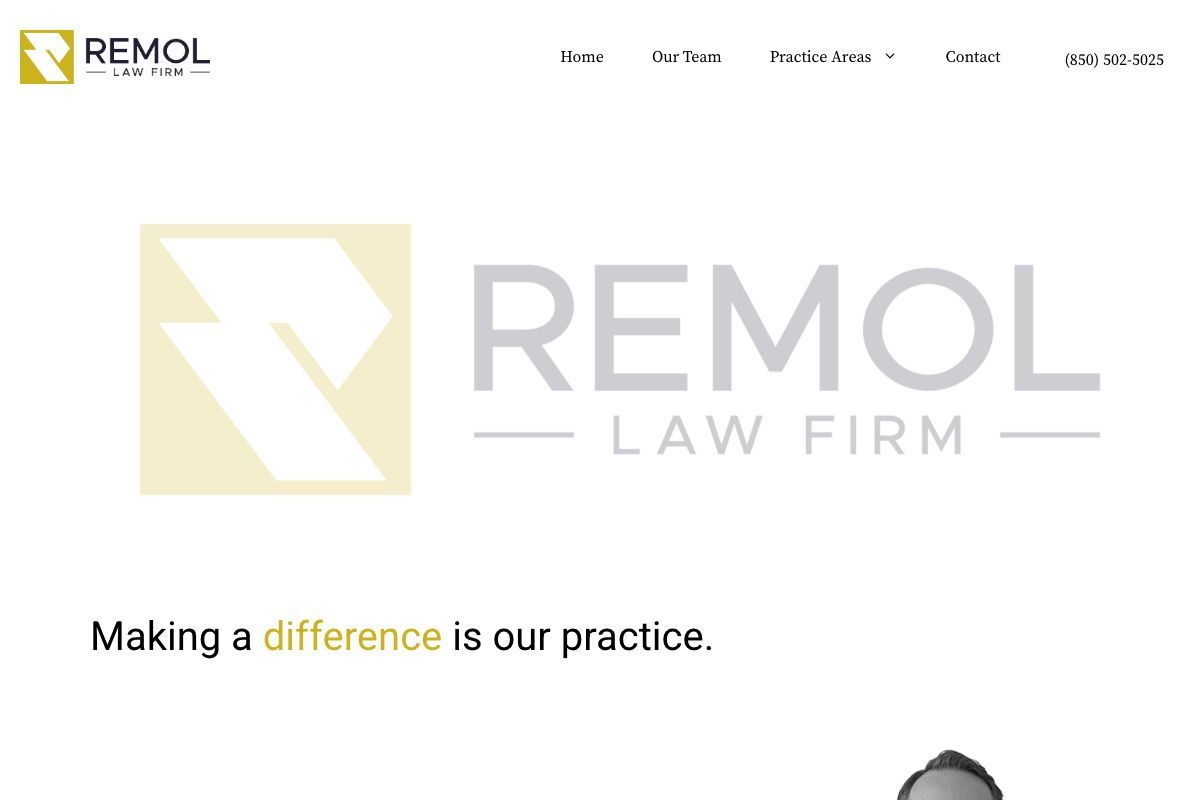 REMOL
LAW FIRM
Home
Our Team
Practice Areas
Contact
(850) 502-5025
REMOL
LAW FIRM
Making a difference is our practice.